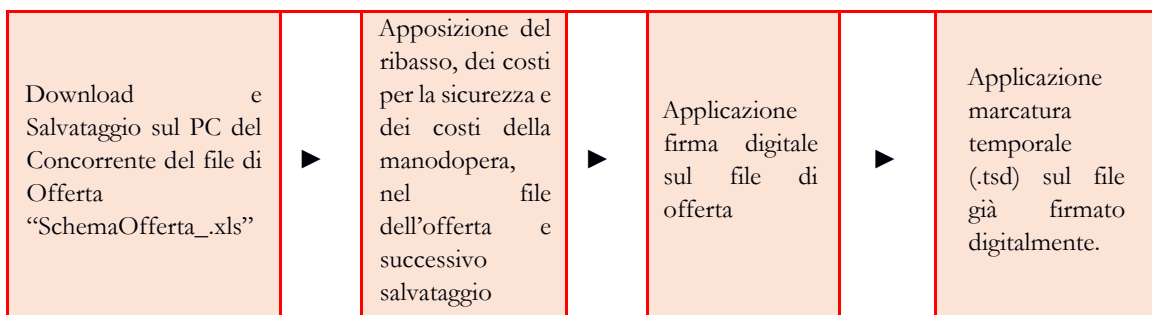 Download e
Salvataggio sul PC del
Concorrente del file di
Offerta
“SchemaOfferta_.xls”
►
Apposizione del
ribasso, dei costi
per la sicurezza e
dei costi della
manodopera,
nel file
dell’offerta e
successivo
salvataggio
►
Applicazione
firma digitale
sul file di
offerta
►
Applicazione
marcatura
temporale
(.tsd) sul file
già firmato
digitalmente.